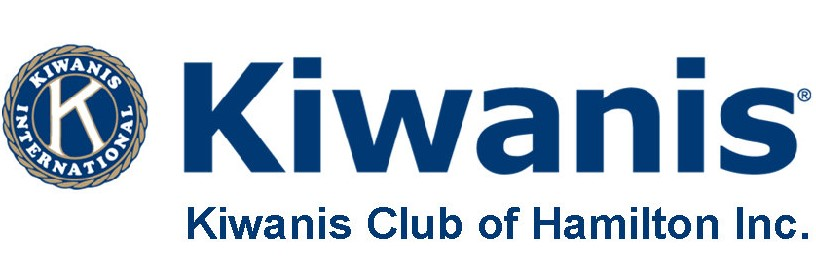 KIWANIS
K
INTERNATIONAL
Kiwanis®
Kiwanis Club of Hamilton Inc.